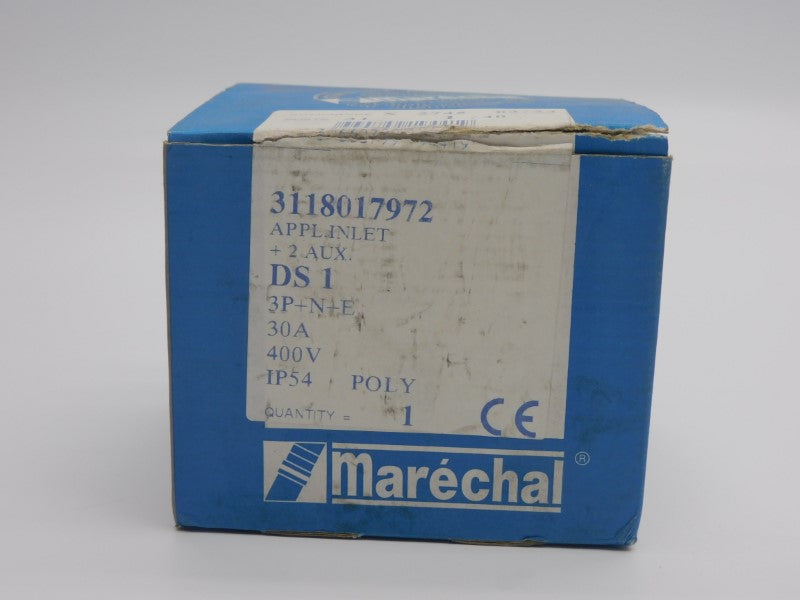 3118017972
APPL.INLET
+ 2 AUX.
DS 1
3P+N+E
30A
400V
IP54 POLY
QUANTITY = 1
CE
maréchal ®